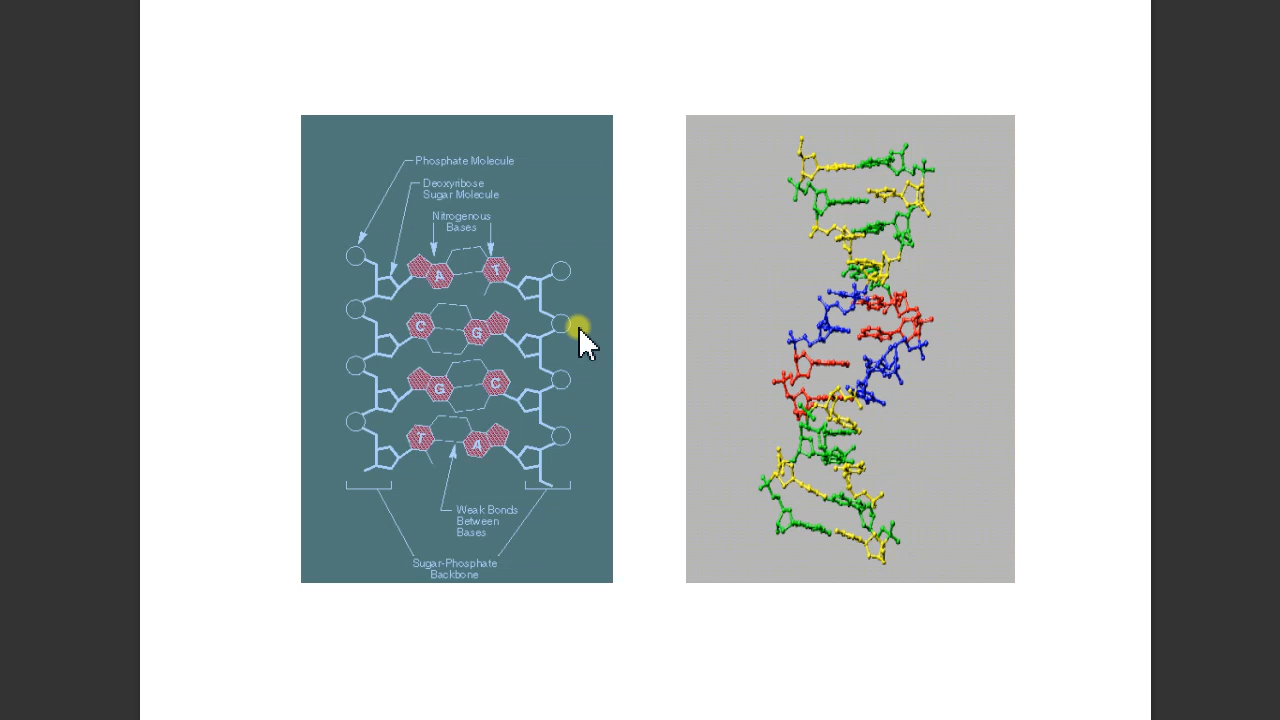 Phosphate Molecule
Deoxyribose
Sugar Molecule
Nitrogenous
Bases
A T
C G
G C
T A
Weak Bonds
Between
Bases
Sugar-Phosphate
Backbone